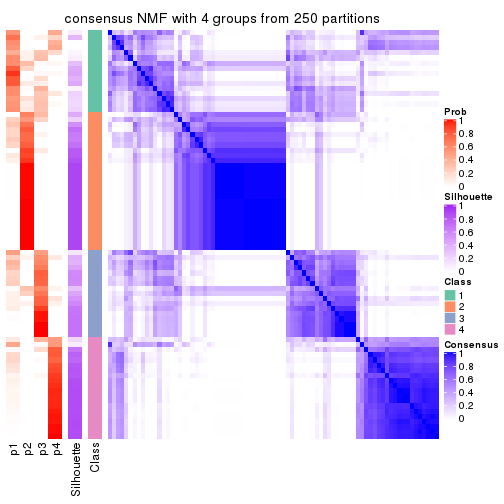 consensus NMF with 4 groups from 250 partitions
p1
p2
p3
p4
Silhouette
Class
Prob
1
0.8
0.6
0.4
0.2
0
Silhouette
1
0.8
0.6
0.4
0.2
0
Class
1
2
3
4
Consensus
1
0.8
0.6
0.4
0.2
0